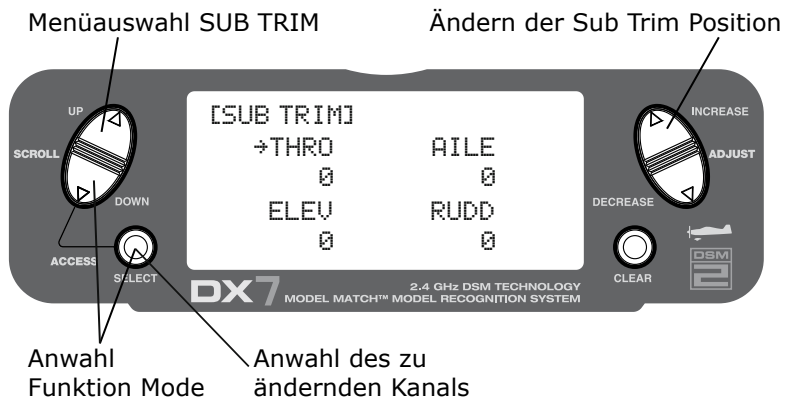 Menüauswahl SUB TRIM
Ändern der Sub Trim Position
UP
SCROLL
DOWN
ACCESS
SELECT
[SUB TRIM]
→THRO AILE
0 0
ELEV RUDD
0 0
INCREASE
ADJUST
DECREASE
CLEAR
DSM
2
DX7
2.4 GHz DSM TECHNOLOGY
MODEL MATCH™ MODEL RECOGNITION SYSTEM
Anwahl
Funktion Mode
Anwahl des zu
ändernden Kanals